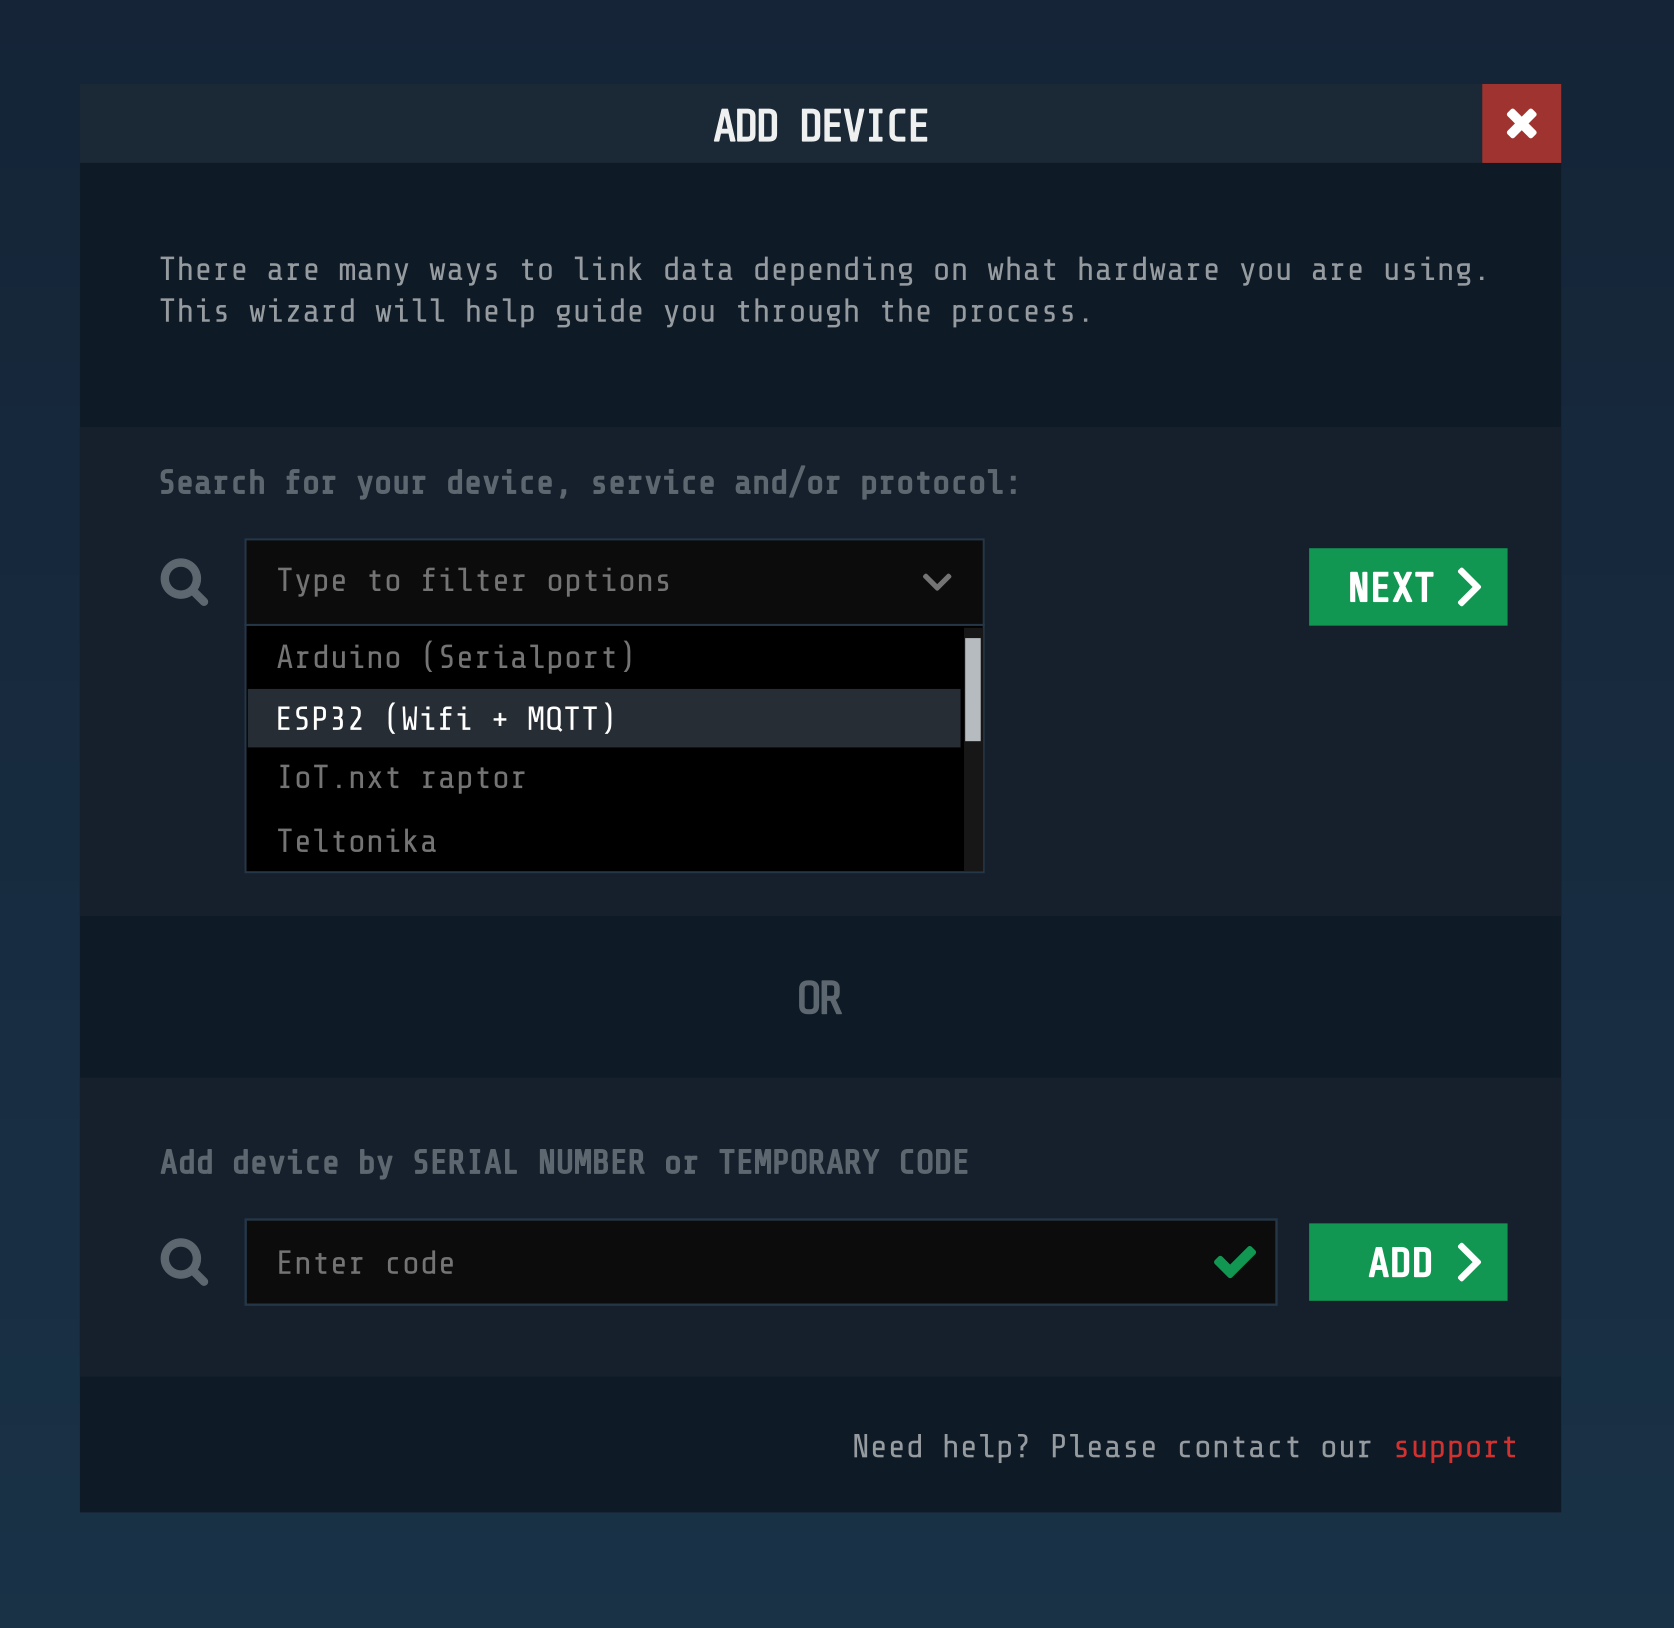 ADD DEVICE
There are many ways to link data depending on what hardware you are using.
This wizard will help guide you through the process.
Search for your device, service and/or protocol:
Type to filter options
NEXT
Arduino (Serialport)
ESP32 (Wifi + MQTT)
IoT.nxt raptor
Teltonika
OR
Add device by SERIAL NUMBER or TEMPORARY CODE
Enter code
ADD
Need help? Please contact our support